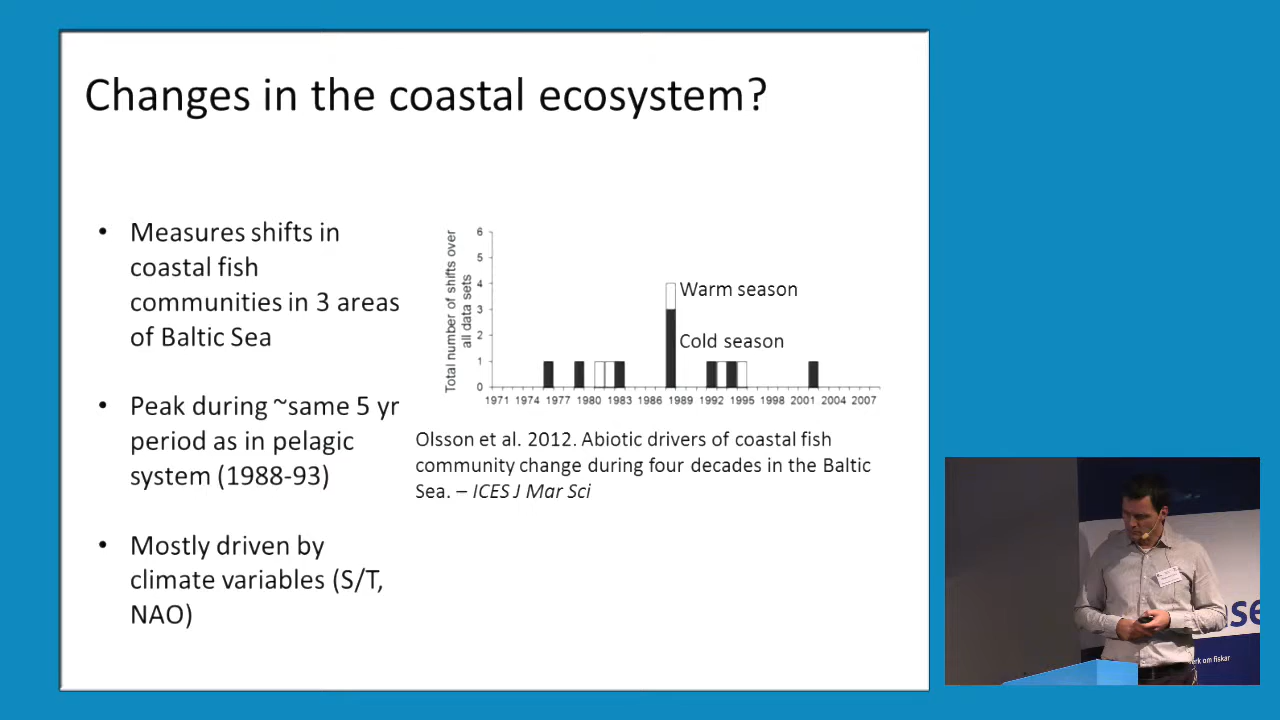 Changes in the coastal ecosystem?
• Measures shifts in
coastal fish
communities in 3 areas
of Baltic Sea
• Peak during ~same 5 yr
period as in pelagic
system (1988-93)
• Mostly driven by
climate variables (S/T,
NAO)
Total number of shifts over
all data sets
6
5
4
3
2
1
0
Warm season
Cold season
1971 1974 1977 1980 1983 1986 1989 1992 1995 1998 2001 2004 2007
Olsson et al. 2012. Abiotic drivers of coastal fish
community change during four decades in the Baltic
Sea. – ICES J Mar Sci
erk om fiskar